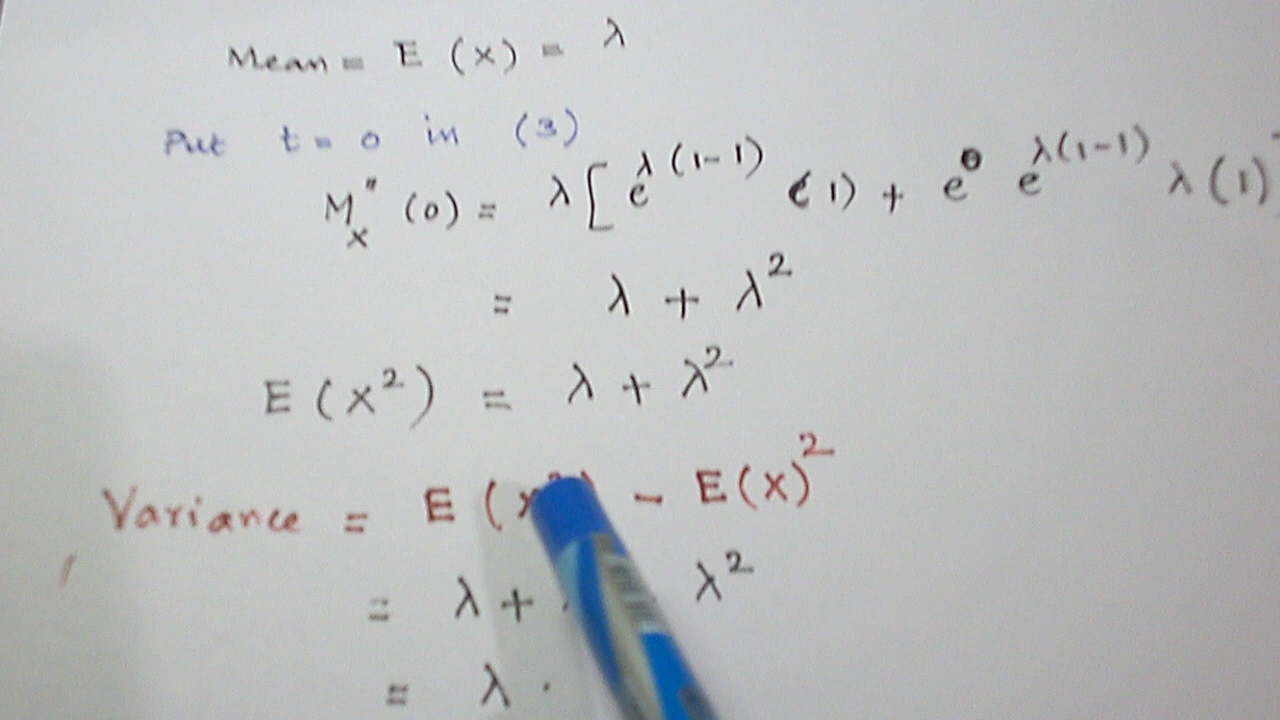 Mean = E (x) = λ
Put t = 0 in (3)
M"x (0) = λ [ e^λ(1-1) (1) + e^0 e^λ(1-1) λ (1)
= λ + λ²
E (x²) = λ + λ²
Variance = E (x²) - E(x)²
= λ + λ²
= λ .